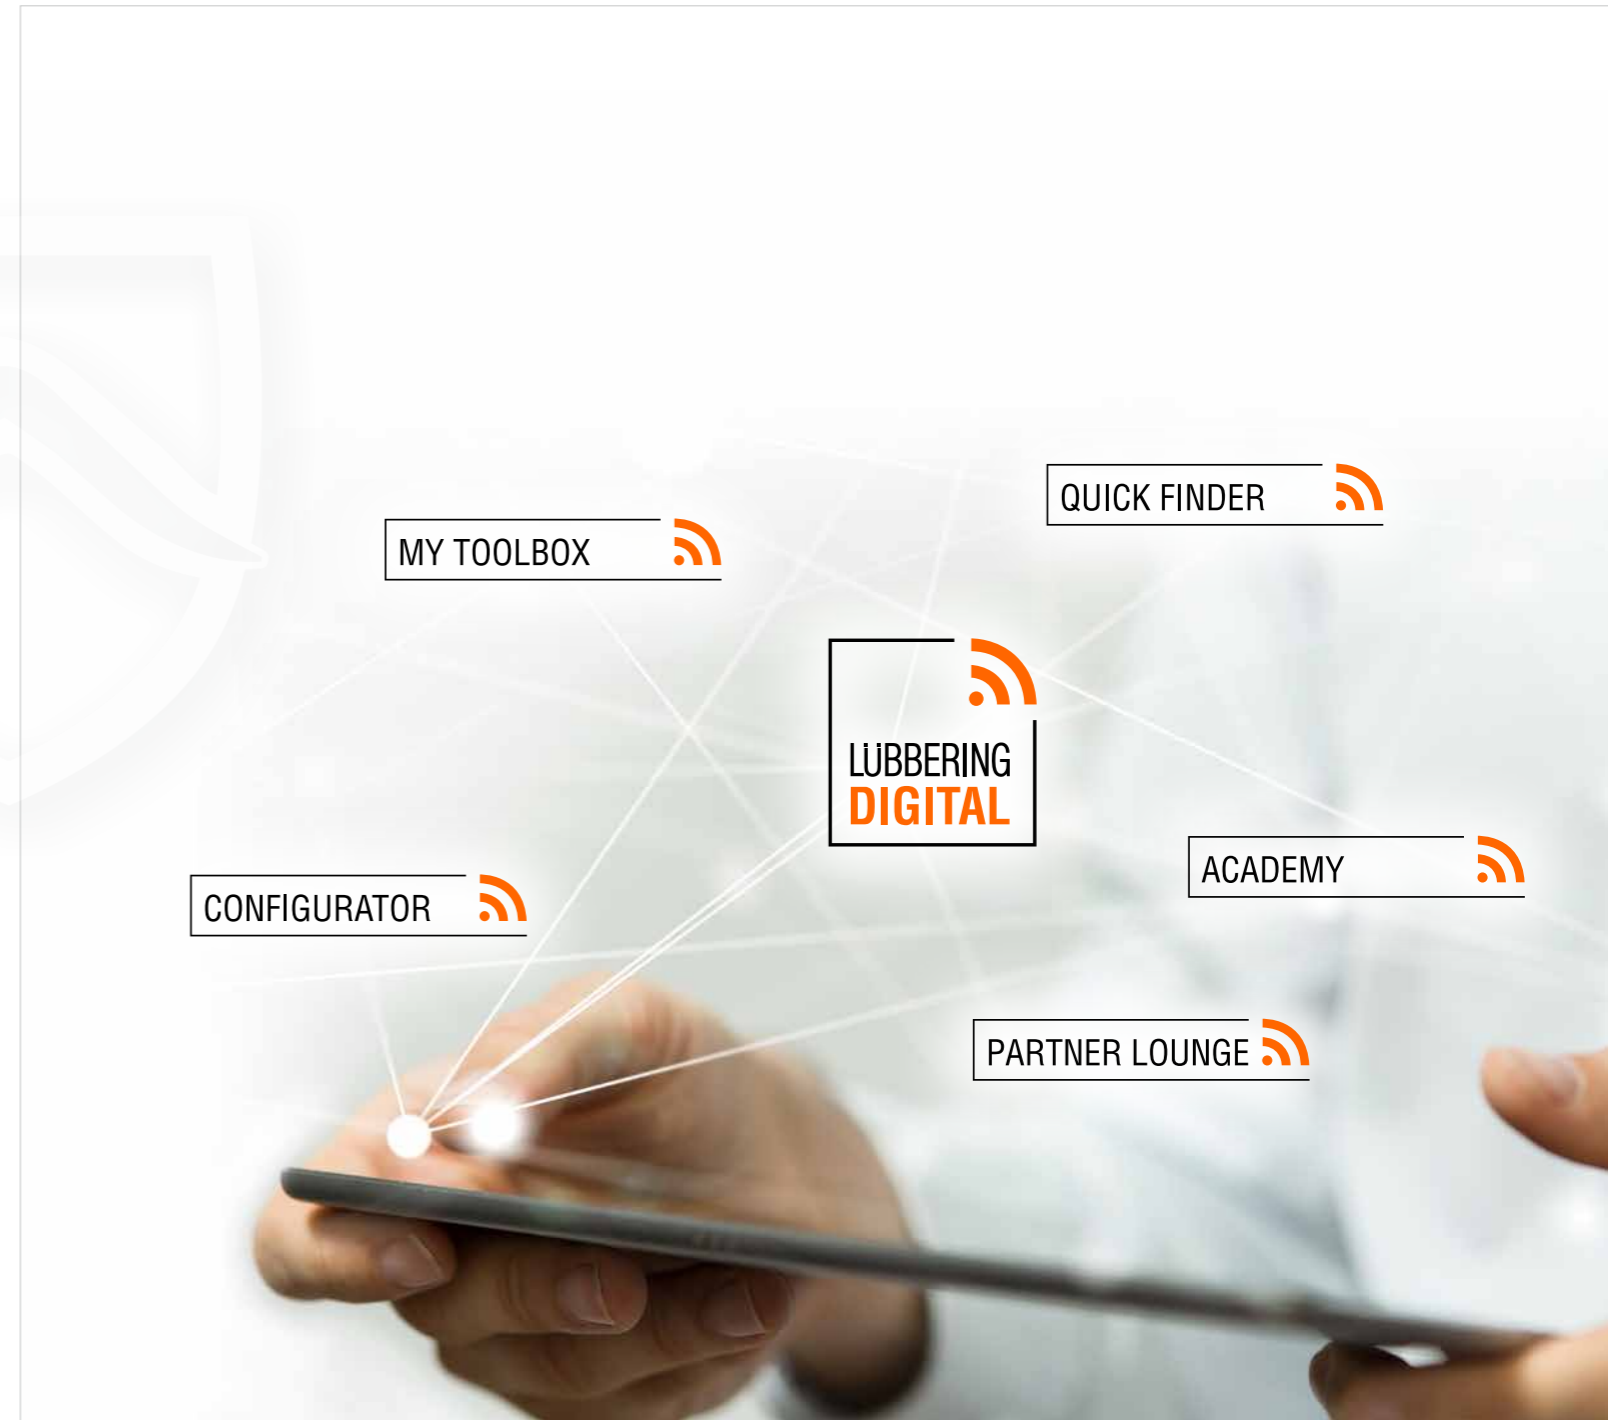 QUICK FINDER
MY TOOLBOX
LÜBBERING
DIGITAL
ACADEMY
CONFIGURATOR
PARTNER LOUNGE